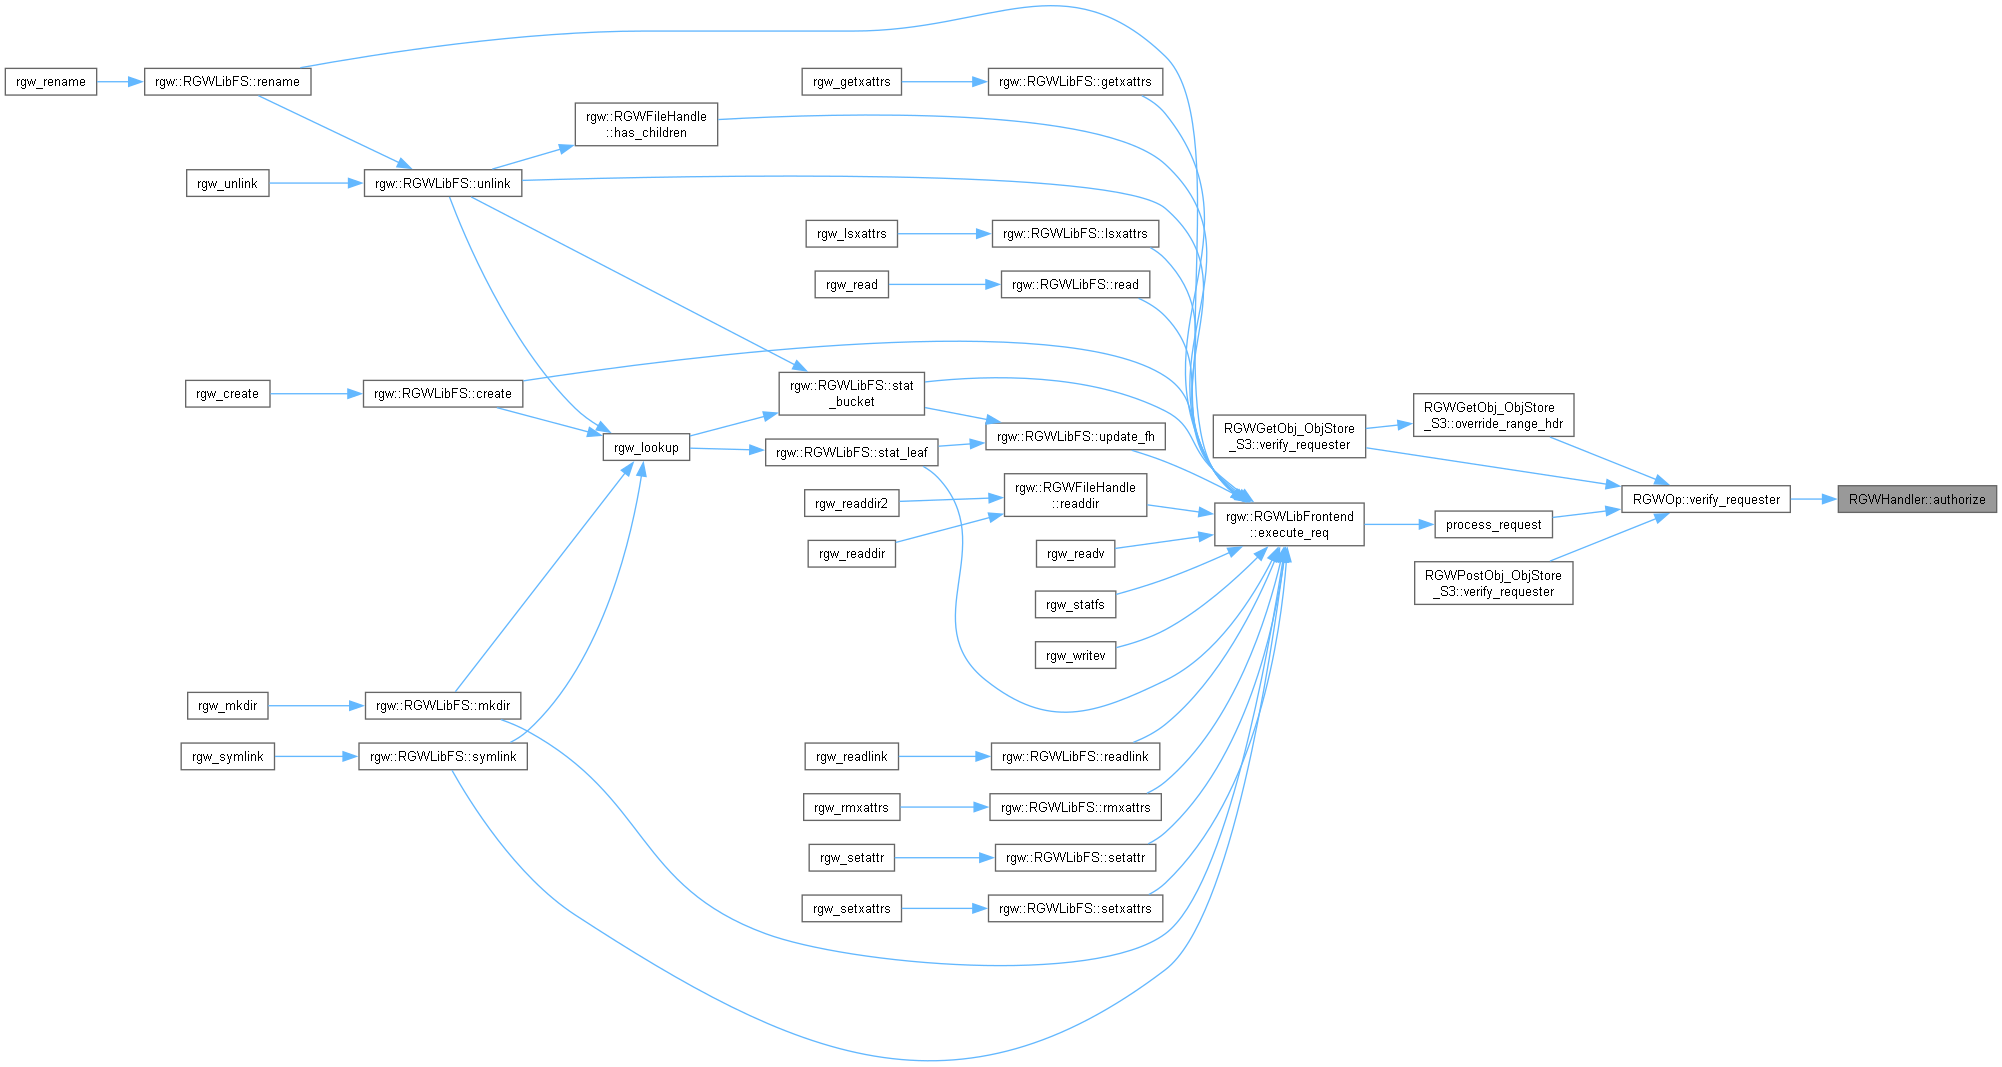 rgw_rename
rgw::RGWLibFS::rename
rgw_getxattrs
rgw::RGWLibFS::getxattrs
rgw::RGWFileHandle
::has_children
rgw_unlink
rgw::RGWLibFS::unlink
rgw_lsxattrs
rgw::RGWLibFS::lsxattrs
rgw_read
rgw::RGWLibFS::read
rgw_create
rgw::RGWLibFS::create
rgw::RGWLibFS::stat
_bucket
rgw_lookup
rgw::RGWLibFS::stat_leaf
rgw::RGWLibFS::update_fh
RGWGetObj_ObjStore
_S3::verify_requester
RGWGetObj_ObjStore
_S3::override_range_hdr
rgw_readdir2
rgw::RGWFileHandle
::readdir
rgw_readdir
rgw_readv
rgw::RGWLibFrontend
::execute_req
process_request
RGWOp::verify_requester
RGWHandler::authorize
RGWPostObj_ObjStore
_S3::verify_requester
rgw_statfs
rgw_writev
rgw_mkdir
rgw::RGWLibFS::mkdir
rgw_symlink
rgw::RGWLibFS::symlink
rgw_readlink
rgw::RGWLibFS::readlink
rgw_rmxattrs
rgw::RGWLibFS::rmxattrs
rgw_setattr
rgw::RGWLibFS::setattr
rgw_setxattrs
rgw::RGWLibFS::setxattrs